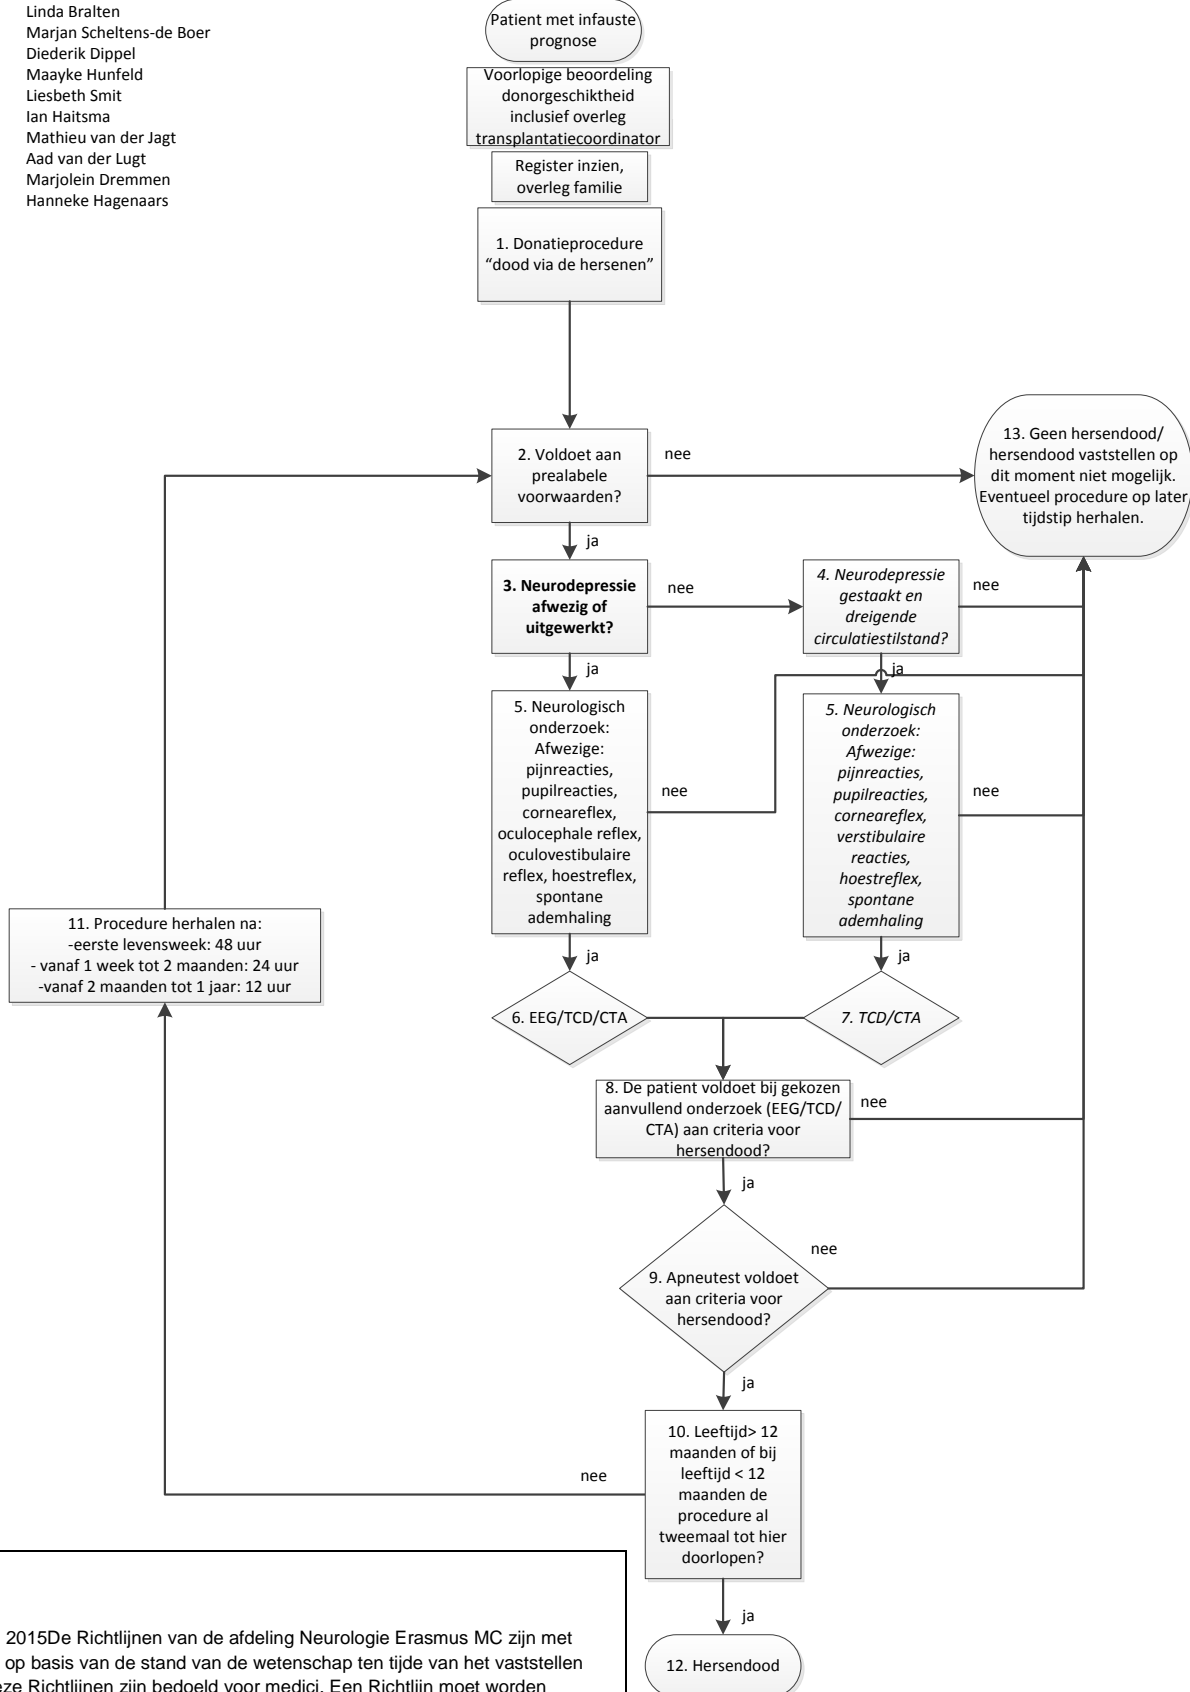 Linda Bralten
Marjan Scheltens-de Boer
Diederik Dippel
Maayke Hunfeld
Liesbeth Smit
Ian Haitsma
Mathieu van der Jagt
Aad van der Lugt
Marjolein Dremmen
Hanneke Hagenaars
Patient met infauste
prognose
Voorlopige beoordeling
donorgeschiktheid
inclusief overleg
transplantatiecoordinator
Register inzien,
overleg familie
1. Donatieprocedure
“dood via de hersenen”
2. Voldoet aan
prealabele
voorwaarden?
nee
13. Geen hersendood/
hersendood vaststellen op
dit moment niet mogelijk.
Eventueel procedure op later
tijdstip herhalen.
ja
3. Neurodepressie
afwezig of
uitgewerkt?
nee
4. Neurodepressie
gestaakt en
dreigende
circulatiestilstand?
nee
ja
ja
5. Neurologisch
onderzoek:
Afwezige:
pijnreacties,
pupilreacties,
corneareflex,
oculocephale reflex,
oculovestibulaire
reflex, hoestreflex,
spontane
ademhaling
nee
5. Neurologisch
onderzoek:
Afwezige:
pijnreacties,
pupilreacties,
corneareflex,
verstibulaire
reacties,
hoestreflex,
spontane
ademhaling
nee
11. Procedure herhalen na:
-eerste levensweek: 48 uur
- vanaf 1 week tot 2 maanden: 24 uur
-vanaf 2 maanden tot 1 jaar: 12 uur
ja
ja
6. EEG/TCD/CTA
7. TCD/CTA
8. De patient voldoet bij gekozen
aanvullend onderzoek (EEG/TCD/
CTA) aan criteria voor
hersendood?
nee
ja
9. Apneutest voldoet
aan criteria voor
hersendood?
nee
ja
10. Leeftijd> 12
maanden of bij
leeftijd < 12
maanden de
procedure al
tweemaal tot hier
doorlopen?
nee
ja
12. Hersendood
2015De Richtlijnen van de afdeling Neurologie Erasmus MC zijn met
op basis van de stand van de wetenschap ten tijde van het vaststellen
eze Richtlijnen zijn bedoeld voor medici. Een Richtlijn moet worden